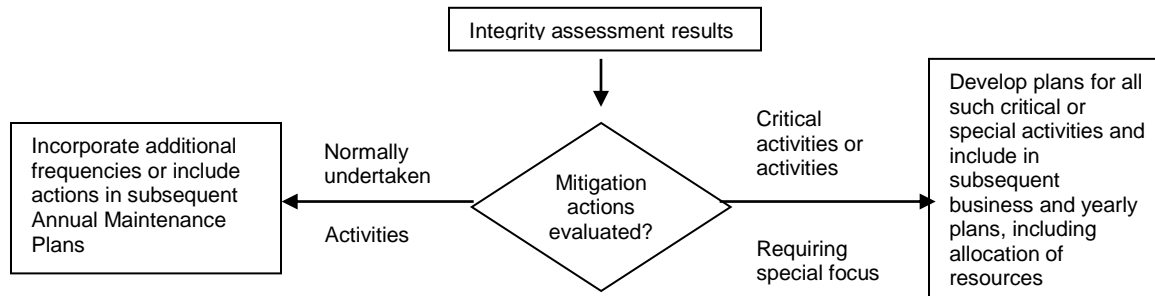 Integrity assessment results
Incorporate additional
frequencies or include
actions in subsequent
Annual Maintenance
Plans
Normally
undertaken
Activities
Mitigation
actions
evaluated?
Critical
activities or
activities
Requiring
special focus
Develop plans for all
such critical or
special activities and
include in
subsequent
business and yearly
plans, including
allocation of
resources